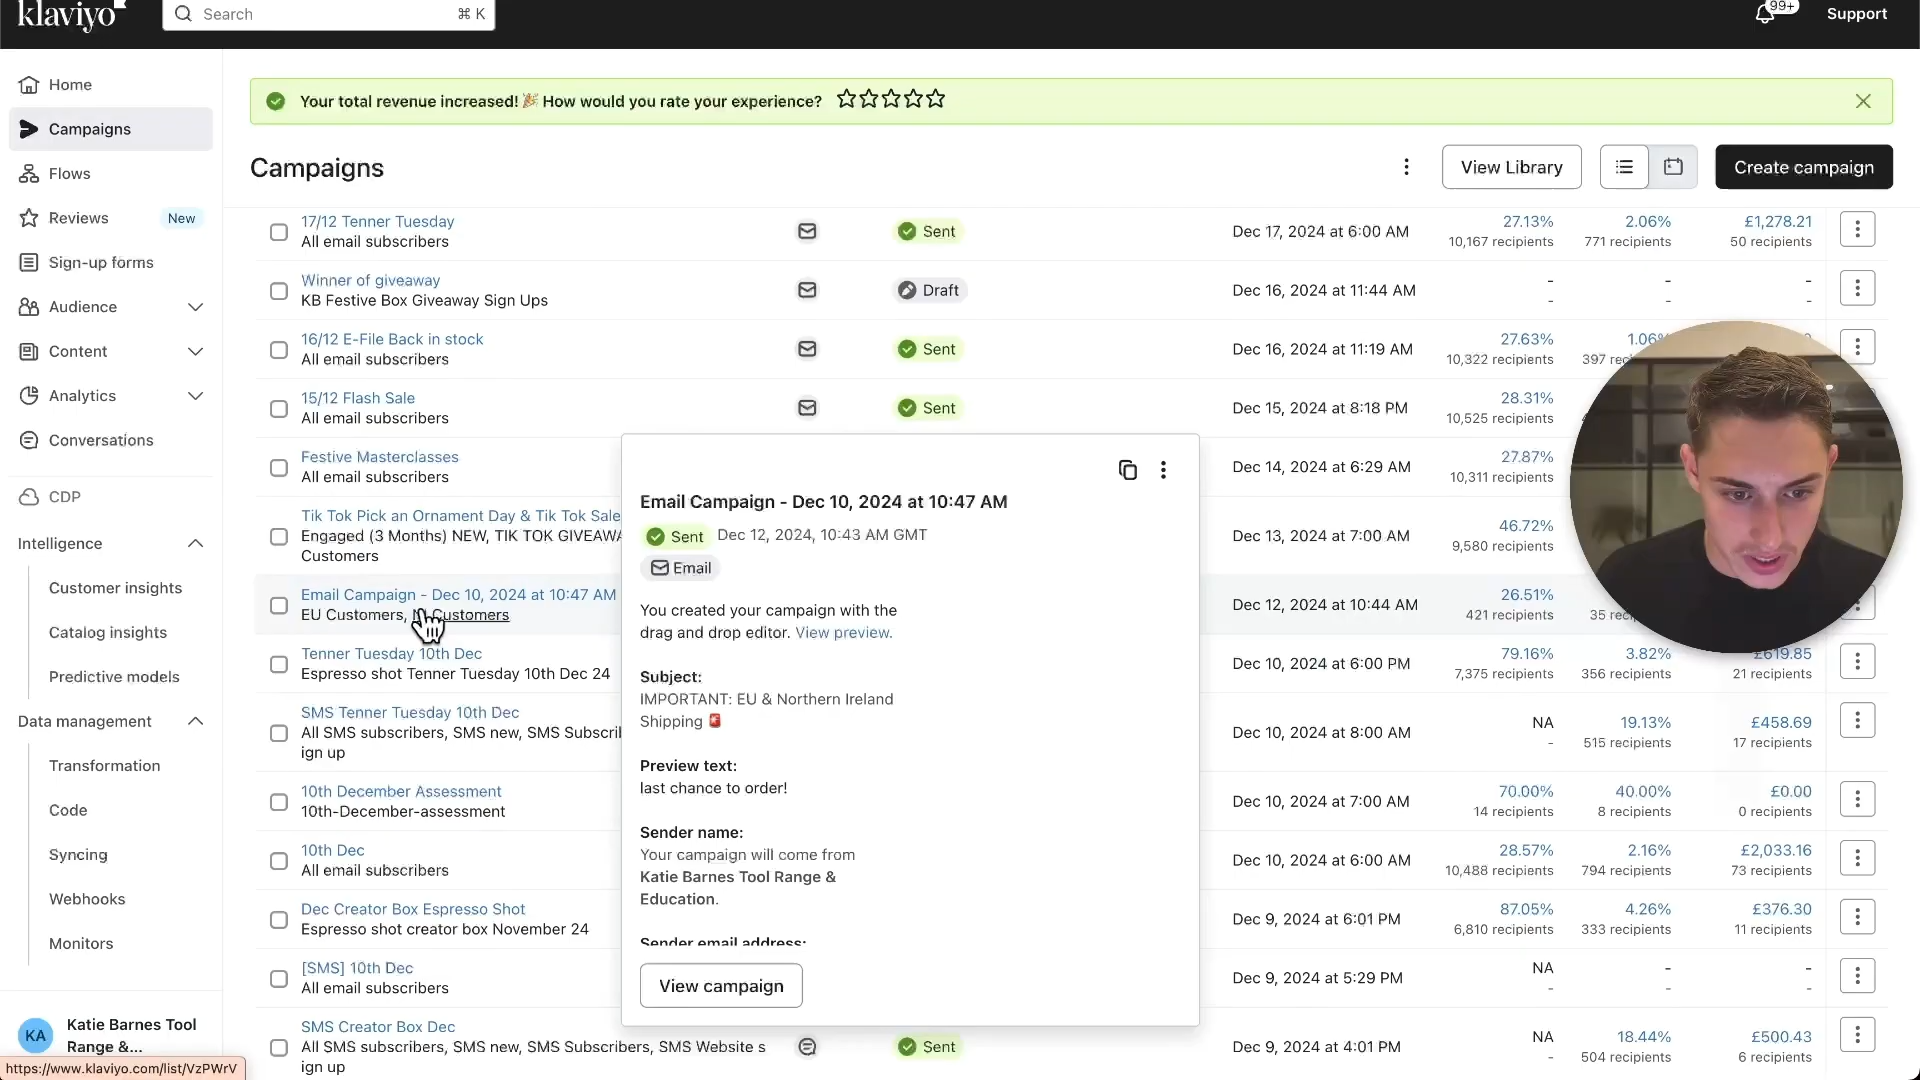 klaviyo
Search
⌘ K
99+
Support
Home
Campaigns
Flows
Reviews
New
Sign-up forms
Audience
Content
Analytics
Conversations
CDP
Intelligence
Customer insights
Catalog insights
Predictive models
Data management
Transformation
Code
Syncing
Webhooks
Monitors
KA
Katie Barnes Tool
Range &...
https://www.klaviyo.com/list/VzPWrV
Your total revenue increased! 🎉 How would you rate your experience?
Campaigns
View Library
Create campaign
17/12 Tenner Tuesday
All email subscribers
Sent
Dec 17, 2024 at 6:00 AM
27.13%
10,167 recipients
2.06%
771 recipients
£1,278.21
50 recipients
Winner of giveaway
KB Festive Box Giveaway Sign Ups
Draft
Dec 16, 2024 at 11:44 AM
-
-
-
-
-
-
16/12 E-File Back in stock
All email subscribers
Sent
Dec 16, 2024 at 11:19 AM
27.63%
10,322 recipients
1.06%
397
15/12 Flash Sale
All email subscribers
Sent
Dec 15, 2024 at 8:18 PM
28.31%
10,525 recipients
Festive Masterclasses
All email subscribers
Dec 14, 2024 at 6:29 AM
27.87%
10,311 recipients
Tik Tok Pick an Ornament Day & Tik Tok Sale
Engaged (3 Months) NEW, TIK TOK
Customers
Dec 13, 2024 at 7:00 AM
46.72%
9,580 recipients
Email Campaign - Dec 10, 2024 at 10:47 AM
EU Customers, Customers
Dec 12, 2024 at 10:44 AM
26.51%
421 recipients
35
Tenner Tuesday 10th Dec
Espresso shot Tenner Tuesday 10th Dec 24
Dec 10, 2024 at 6:00 PM
79.16%
7,375 recipients
3.82%
356 recipients
£619.85
21 recipients
SMS Tenner Tuesday 10th Dec
All SMS subscribers, SMS new, SMS
ign up
Dec 10, 2024 at 8:00 AM
NA
-
19.13%
515 recipients
£458.69
17 recipients
10th December Assessment
10th-December-assessment
Dec 10, 2024 at 7:00 AM
70.00%
14 recipients
40.00%
8 recipients
£0.00
0 recipients
10th Dec
All email subscribers
Dec 10, 2024 at 6:00 AM
28.57%
10,488 recipients
2.16%
794 recipients
£2,033.16
73 recipients
Dec Creator Box Espresso Shot
Espresso shot creator box November 24
Dec 9, 2024 at 6:01 PM
87.05%
6,810 recipients
4.26%
333 recipients
£376.30
11 recipients
[SMS] 10th Dec
All email subscribers
Dec 9, 2024 at 5:29 PM
NA
-
-
-
-
-
SMS Creator Box Dec
All SMS subscribers, SMS new, SMS Subscribers, SMS Website s
ign up
Sent
Dec 9, 2024 at 4:01 PM
NA
-
18.44%
504 recipients
£500.43
6 recipients
Email Campaign - Dec 10, 2024 at 10:47 AM
Sent
Dec 12, 2024, 10:43 AM GMT
Email
You created your campaign with the
drag and drop editor. View preview.
Subject:
IMPORTANT: EU & Northern Ireland
Shipping 🚨
Preview text:
last chance to order!
Sender name:
Your campaign will come from
Katie Barnes Tool Range &
Education.
Sender email address:
View campaign